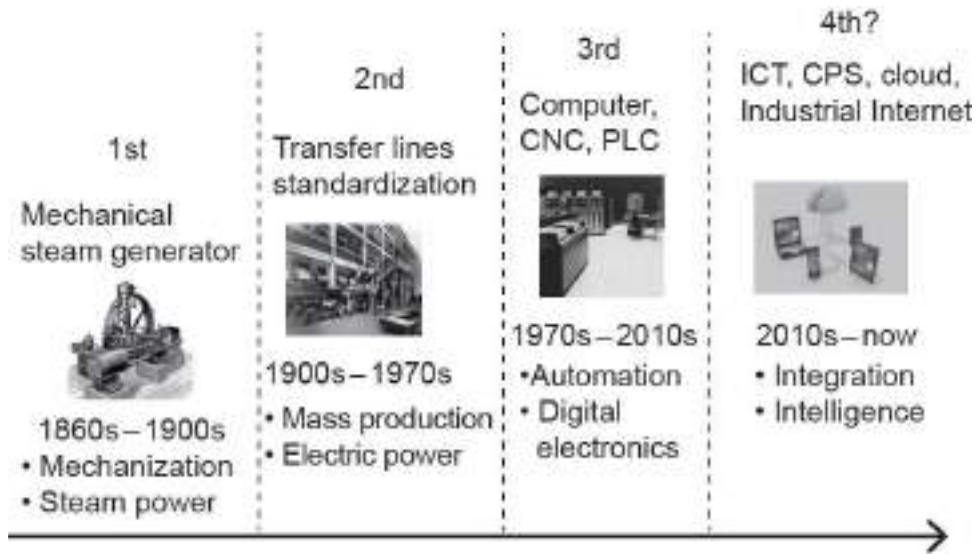 1st
Mechanical
steam generator
1860s–1900s
• Mechanization
• Steam power
2nd
Transfer lines
standardization
1900s–1970s
• Mass production
• Electric power
3rd
Computer,
CNC, PLC
1970s–2010s
•Automation
• Digital
electronics
4th?
ICT, CPS, cloud,
Industrial Internet
2010s–now
• Integration
• Intelligence